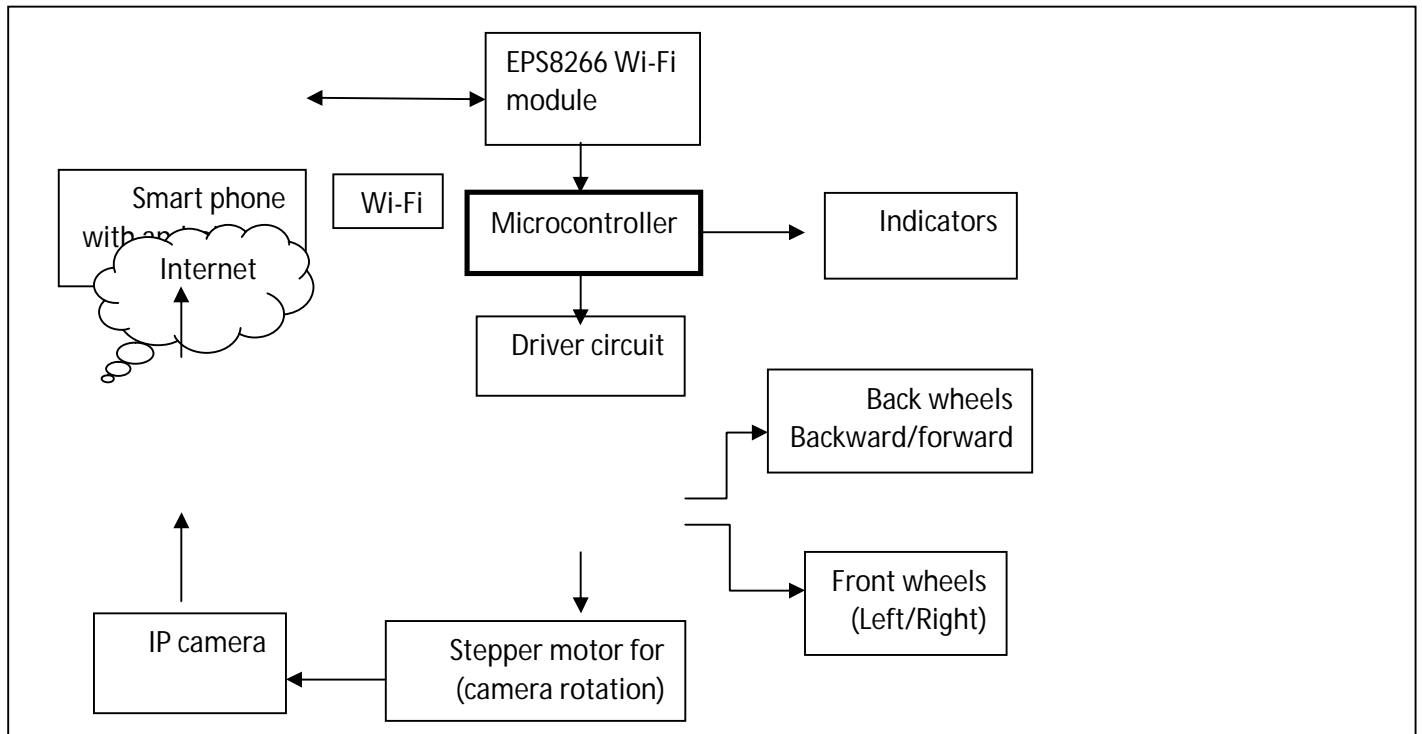 EPS8266 Wi-Fi
module
Smart phone
Wi-Fi
Microcontroller
Indicators
Internet
Driver circuit
Back wheels
Backward/forward
Front wheels
(Left/Right)
IP camera
Stepper motor for
(camera rotation)